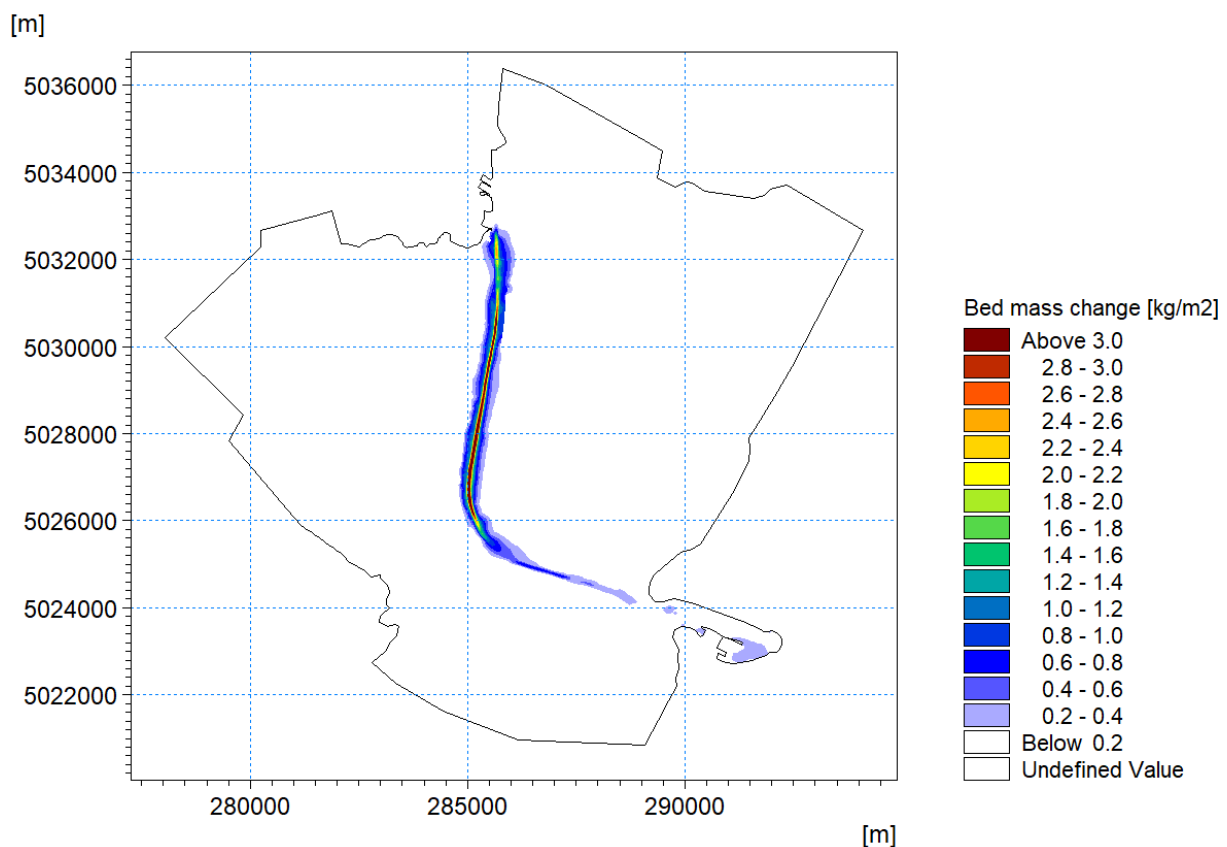 [m]
5036000
5034000
5032000
5030000
5028000
5026000
5024000
5022000
280000
285000
290000
[m]
Bed mass change [kg/m2]
Above 3.0
2.8 - 3.0
2.6 - 2.8
2.4 - 2.6
2.2 - 2.4
2.0 - 2.2
1.8 - 2.0
1.6 - 1.8
1.4 - 1.6
1.2 - 1.4
1.0 - 1.2
0.8 - 1.0
0.6 - 0.8
0.4 - 0.6
0.2 - 0.4
Below 0.2
Undefined Value